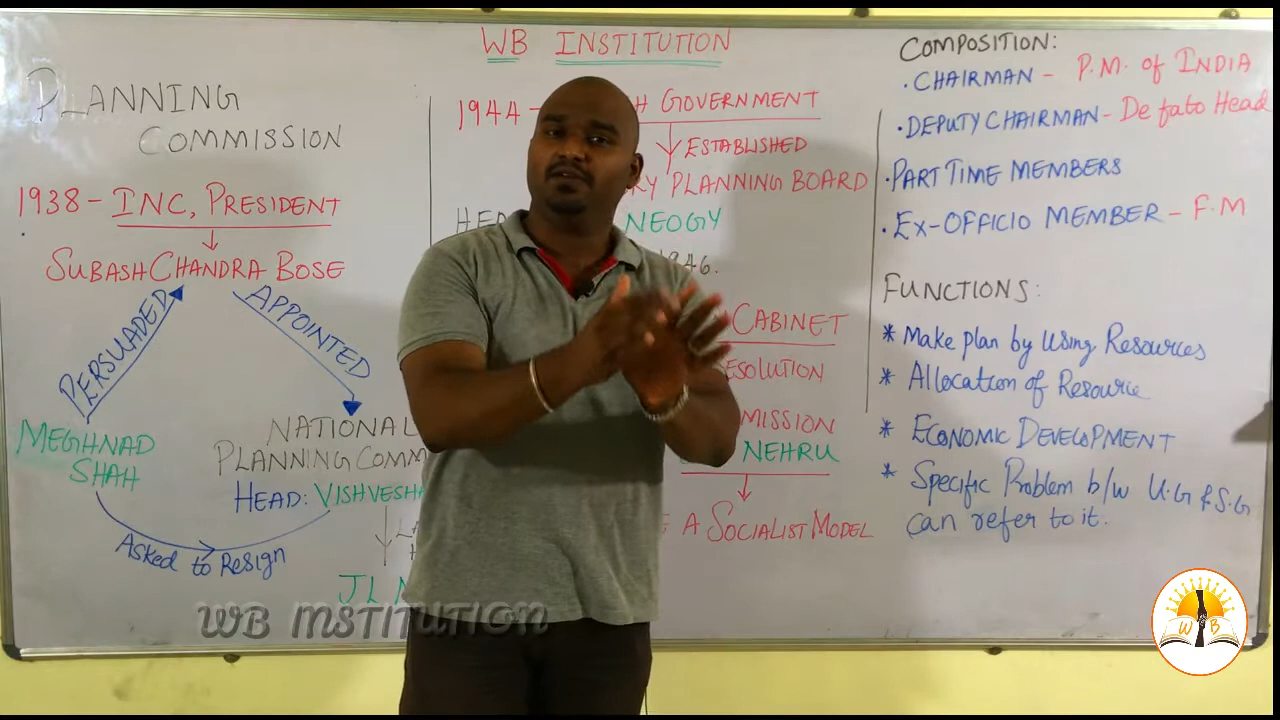 WB INSTITUTION
PLANNING
COMMISSION
1938 - INC, PRESIDENT
SUBASH CHANDRA BOSE
PERSUADED
APPOINTED
MEGHNAD
SHAH
NATIONAL
PLANNING COMM
HEAD: VISHVESHA
Asked to Resign
JL N
1944 - H GOVERNMENT
ESTABLISHED
RY PLANNING BOARD
HEA NEOGY
1946.
CABINET
ESOLUTION
MISSION
NEHRU
A SOCIALIST MODEL
COMPOSITION:
• CHAIRMAN - P.M. of INDIA
• DEPUTY CHAIRMAN - De fato Head
• PART TIME MEMBERS
• EX-OFFICIO MEMBER - F.M
FUNCTIONS:
* Make plan by Using Resources
* Allocation of Resource
* ECONOMIC DEVELOPMENT
* Specific Problem b/w U.G & S.G
can refer to it.
WB INSTITUTION
W B